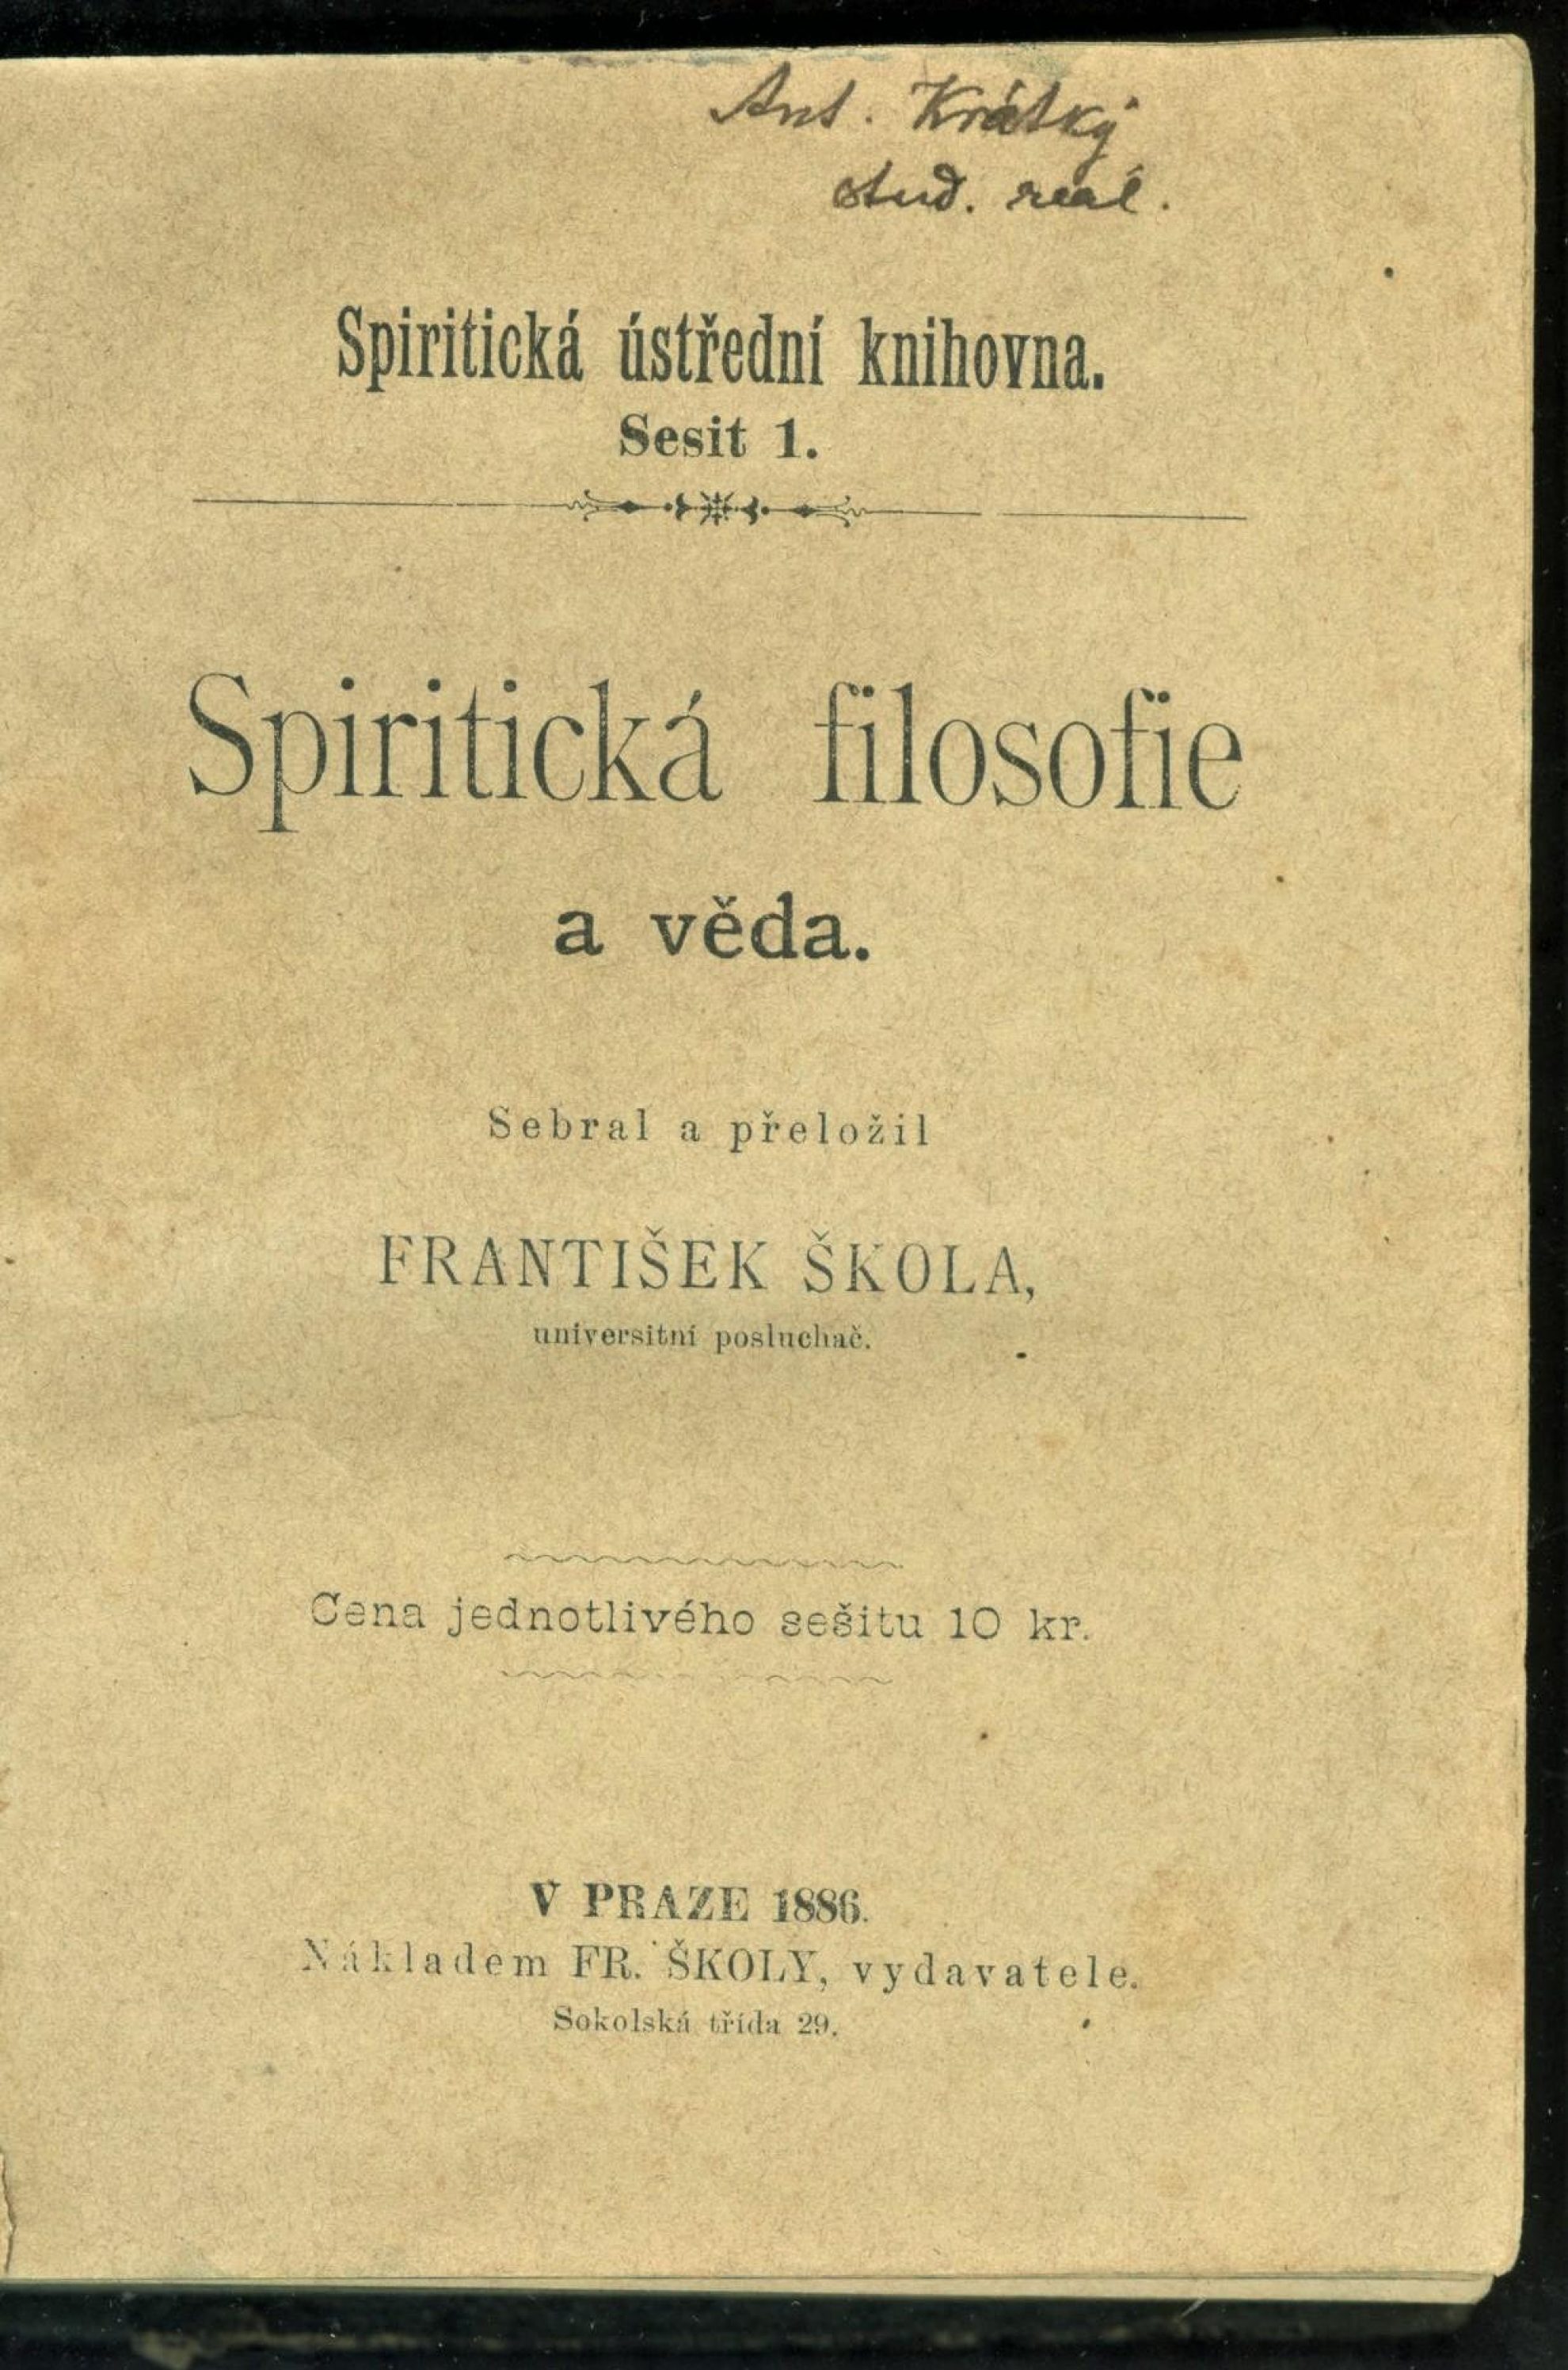 Ant. Krátký
stud. real.
Spiritická ústřední knihovna.
Sesit 1.
Spiritická filosofie
a věda.
Sebral a přeložil
FRANTIŠEK ŠKOLA,
universitní posluchač.
Cena jednotlivého sešitu 10 kr.
V PRAZE 1886.
Nákladem FR. ŠKOLY, vydavatele.
Sokolská třída 29.